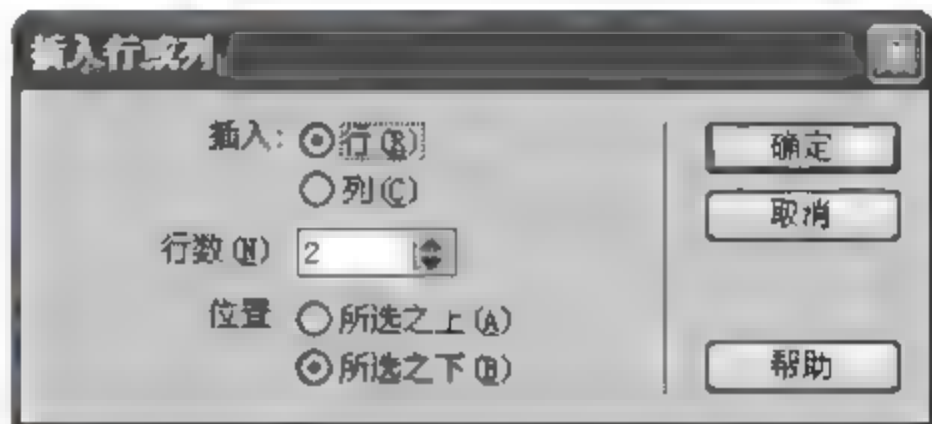 插入行或列
插入: 行(R)
列(C)
行数(N) 2
位置 所选之上(A)
所选之下(B)
确定
取消
帮助